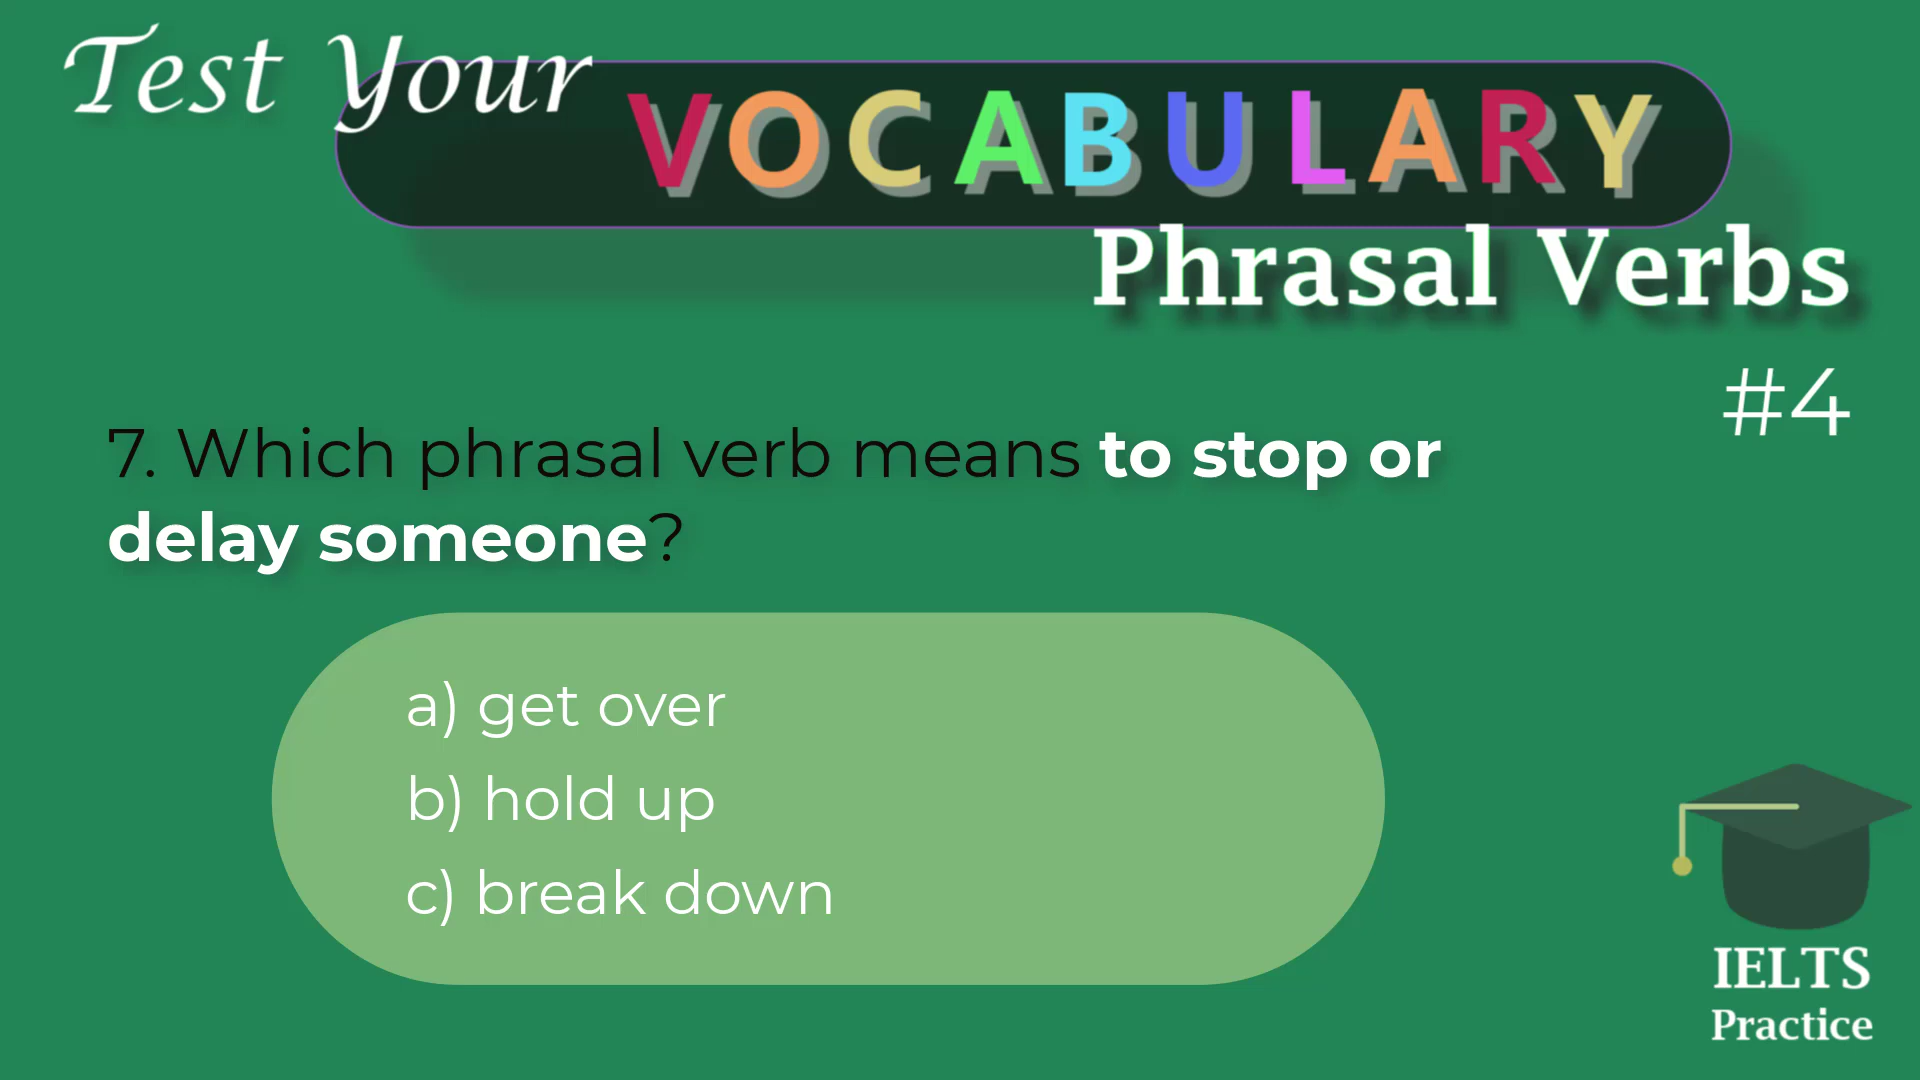 Test Your
VOCABULARY
Phrasal Verbs
#4
7. Which phrasal verb means to stop or
delay someone?
a) get over
b) hold up
c) break down
IELTS
Practice